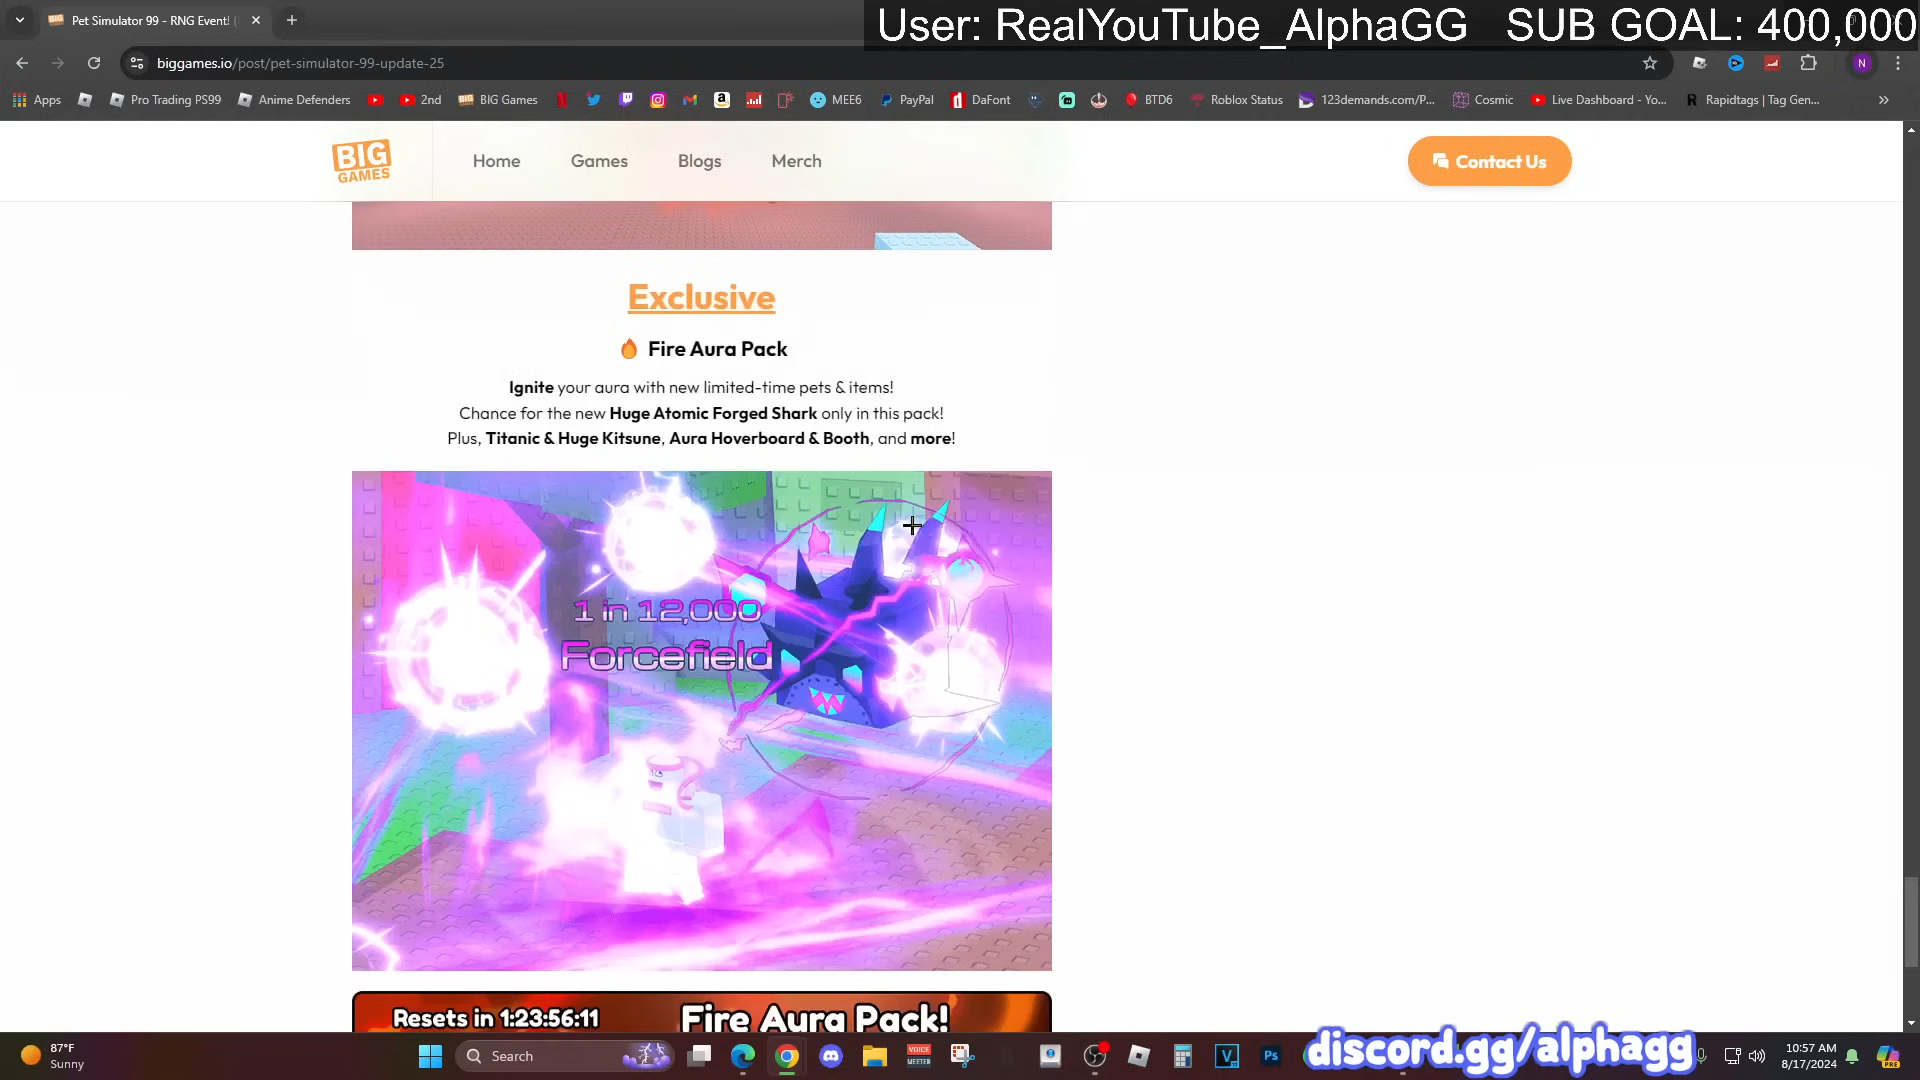 Pet Simulator 99 - RNG Event! (
User: RealYouTube_AlphaGG SUB GOAL: 400,000
biggames.io/post/pet-simulator-99-update-25
N
Apps
Pro Trading PS99
Anime Defenders
2nd
BIG Games
MEE6
PayPal
DaFont
BTD6
Roblox Status
123demands.com/P...
Cosmic
Live Dashboard - Yo...
Rapidtags | Tag Gen...
BIG
GAMES
Home
Games
Blogs
Merch
Contact Us
Exclusive
Fire Aura Pack
Ignite your aura with new limited-time pets & items!
Chance for the new Huge Atomic Forged Shark only in this pack!
Plus, Titanic & Huge Kitsune, Aura Hoverboard & Booth, and more!
1 in 12,000
Forcefield
Resets in 1:23:56:11
Fire Aura Pack!
87°F
Sunny
Search
VOICE
MEETER
Ps
discord.gg/alphagg
10:57 AM
8/17/2024